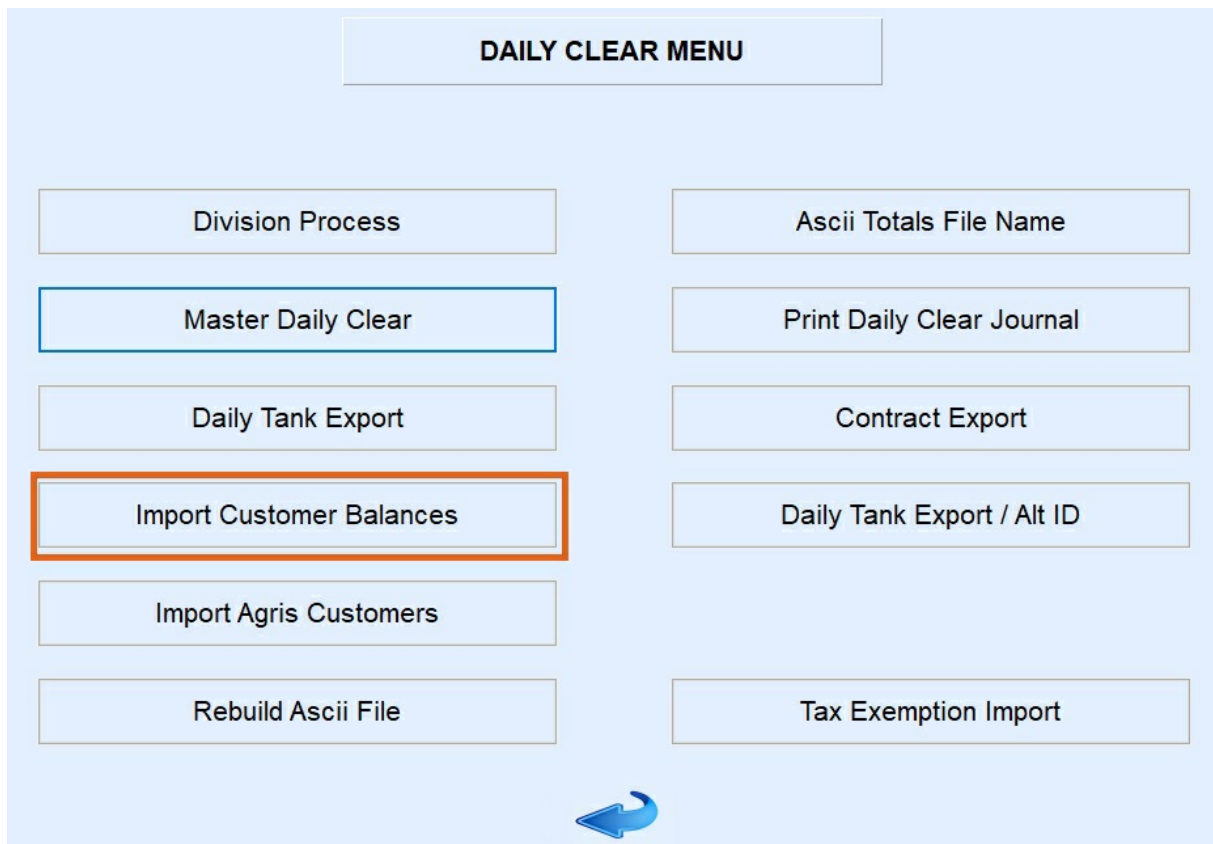 DAILY CLEAR MENU
Division Process
Master Daily Clear
Daily Tank Export
Import Customer Balances
Import Agris Customers
Rebuild Ascii File
Ascii Totals File Name
Print Daily Clear Journal
Contract Export
Daily Tank Export / Alt ID
Tax Exemption Import